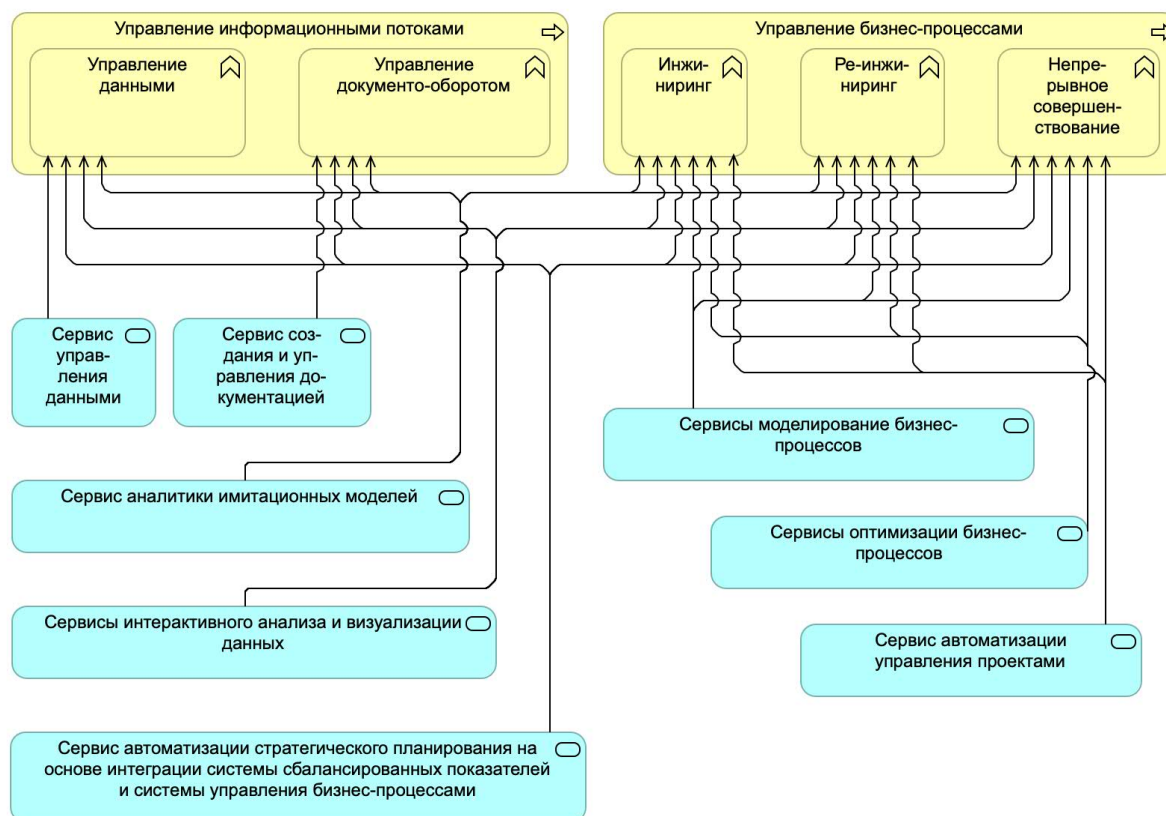 Управление информационными потоками
Управление бизнес-процессами
Управление
данными
Управление
документо-оборотом
Инжи-
ниринг
Ре-инжи-
ниринг
Непре-
рывное
совершен-
ствование
Сервис
управ-
ления
данными
Сервис соз-
дания и уп-
равления до-
кументацией
Сервисы моделирование бизнес-
процессов
Сервис аналитики имитационных моделей
Сервисы оптимизации бизнес-
процессов
Сервисы интерактивного анализа и визуализации
данных
Сервис автоматизации
управления проектами
Сервис автоматизации стратегического планирования на
основе интеграции системы сбалансированных показателей
и системы управления бизнес-процессами